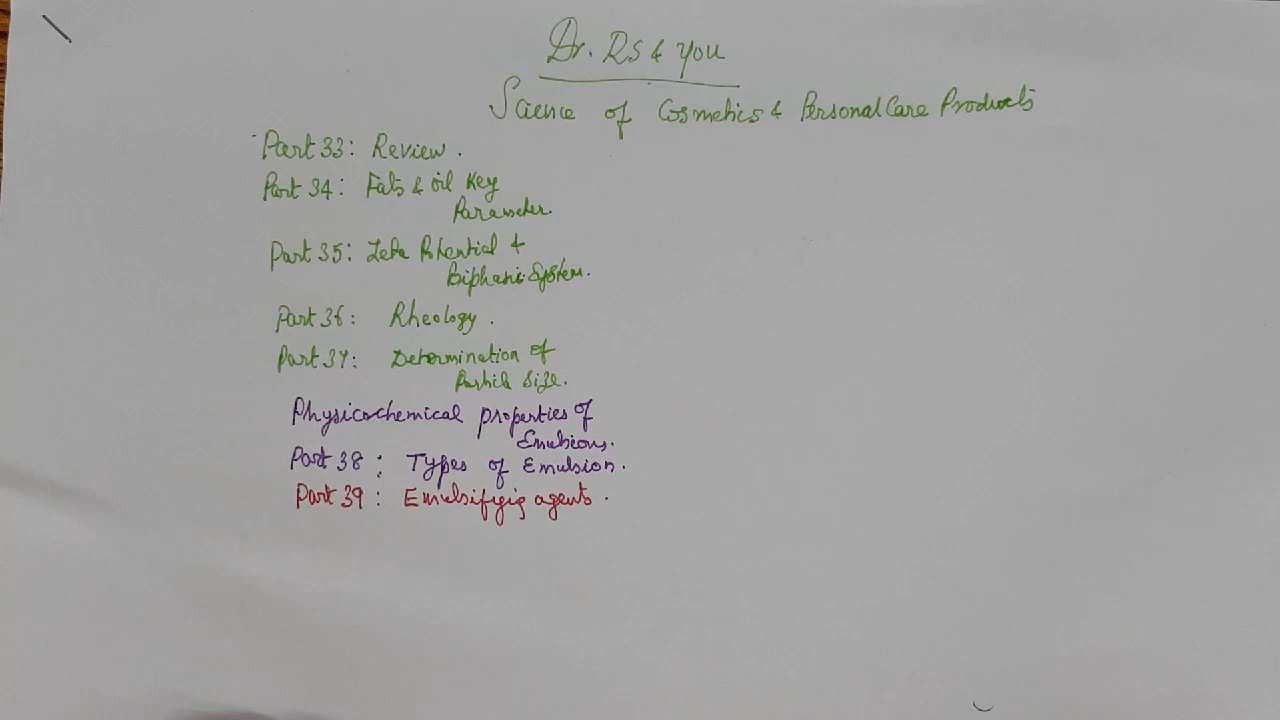 Dr. RS & You
Science of Cosmetics & Personal Care Products
Part 33: Review.
Part 34: Fats & oil Key
Parameter.
Part 35: Zeta Potential &
Biphasic System.
Part 36: Rheology.
Part 37: Determination of
Particle Size.
Physicochemical properties of
Emulsions.
Part 38: Types of Emulsion.
Part 39: Emulsifying agents.